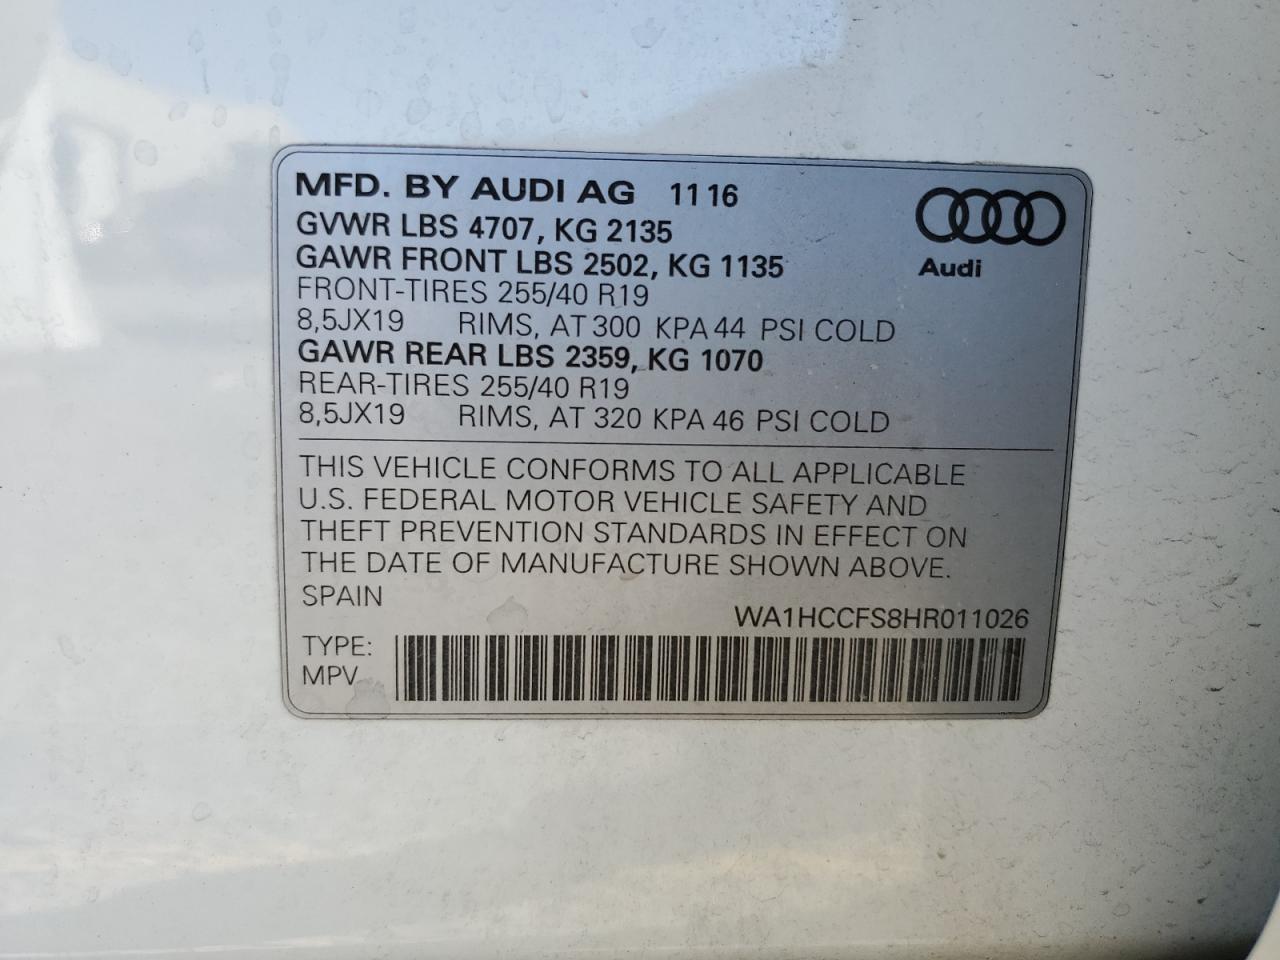 MFD. BY AUDI AG 11 16
GVWR LBS 4707, KG 2135
GAWR FRONT LBS 2502, KG 1135
Audi
FRONT-TIRES 255/40 R19
8,5JX19 RIMS, AT 300 KPA 44 PSI COLD
GAWR REAR LBS 2359, KG 1070
REAR-TIRES 255/40 R19
8,5JX19 RIMS, AT 320 KPA 46 PSI COLD
THIS VEHICLE CONFORMS TO ALL APPLICABLE
U.S. FEDERAL MOTOR VEHICLE SAFETY AND
THEFT PREVENTION STANDARDS IN EFFECT ON
THE DATE OF MANUFACTURE SHOWN ABOVE.
SPAIN
WA1HCCFS8HR011026
TYPE:
MPV